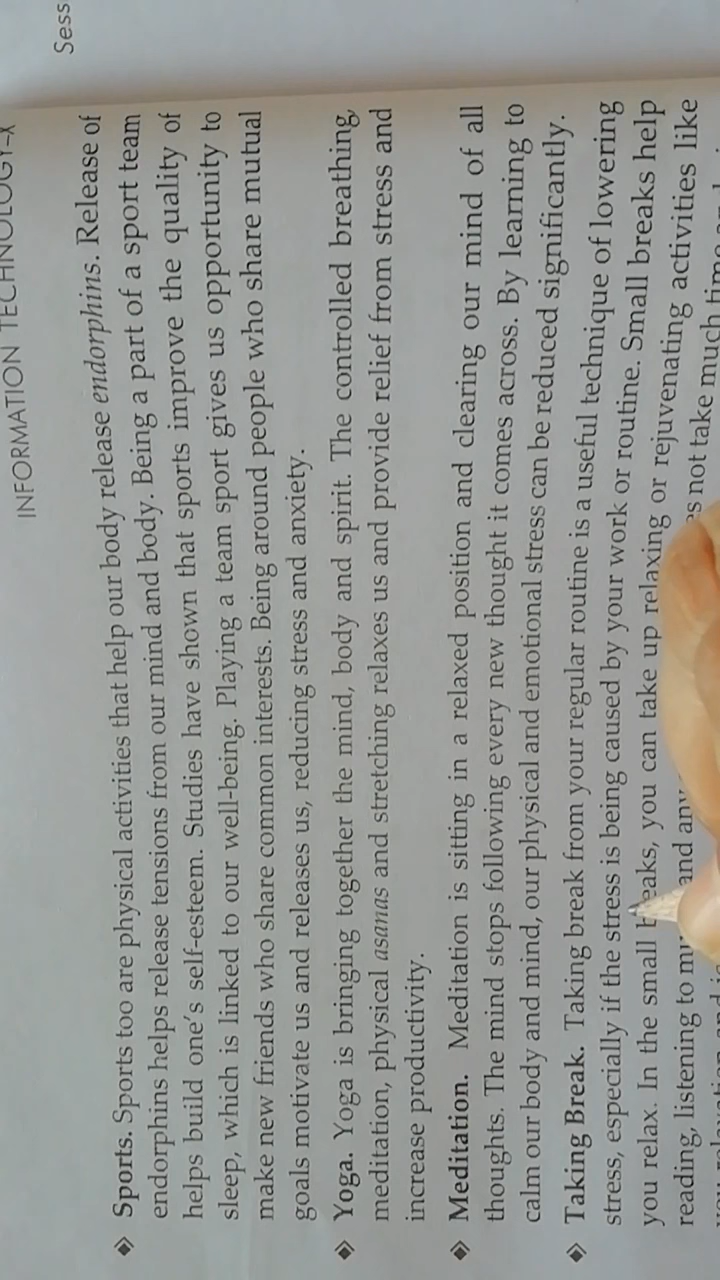 INFORMATION TECHNOLOGY–X
Sess
Sports. Sports too are physical activities that help our body release endorphins. Release of
endorphins helps release tensions from our mind and body. Being a part of a sport team
helps build one's self-esteem. Studies have shown that sports improve the quality of
sleep, which is linked to our well-being. Playing a team sport gives us opportunity to
make new friends who share common interests. Being around people who share mutual
goals motivate us and releases us, reducing stress and anxiety.
Yoga. Yoga is bringing together the mind, body and spirit. The controlled breathing,
meditation, physical asanas and stretching relaxes us and provide relief from stress and
increase productivity.
Meditation. Meditation is sitting in a relaxed position and clearing our mind of all
thoughts. The mind stops following every new thought it comes across. By learning to
calm our body and mind, our physical and emotional stress can be reduced significantly.
Taking Break. Taking break from your regular routine is a useful technique of lowering
stress, especially if the stress is being caused by your work or routine. Small breaks help
you relax. In the small breaks, you can take up relaxing or rejuvenating activities like
reading, listening to and not take much time